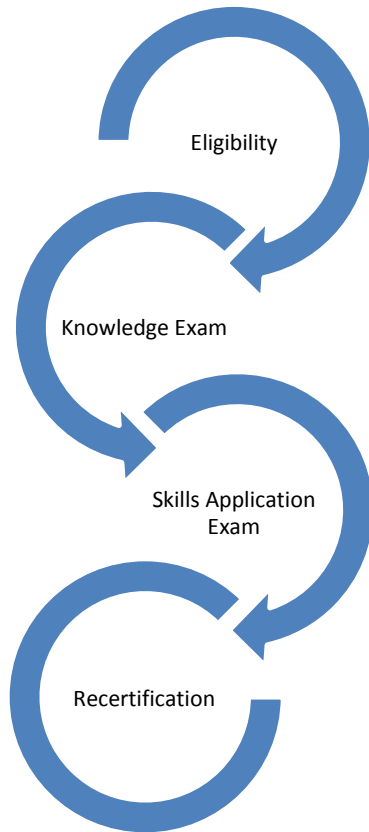 Eligibility
Knowledge Exam
Skills Application
Exam
Recertification